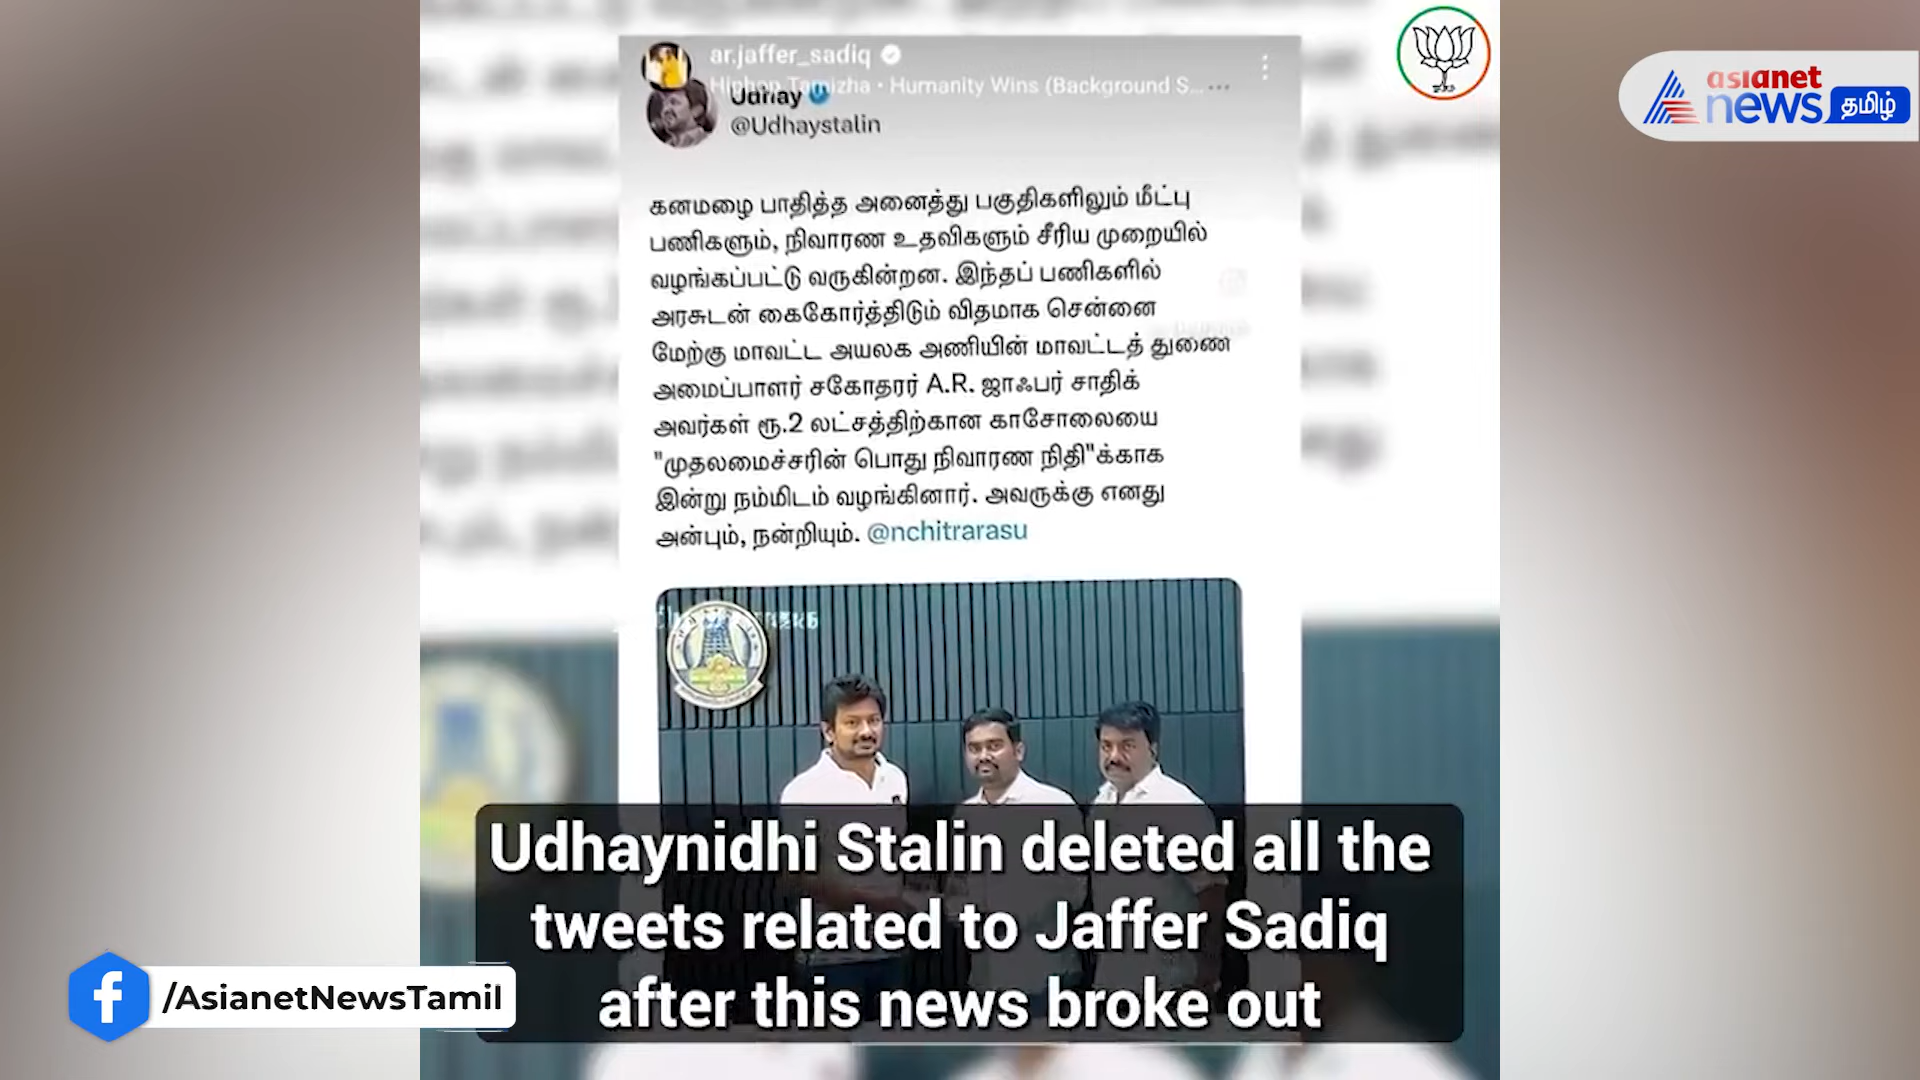 ar.jaffer_sadiq
Hiphop Tamizha • Humanity Wins (Background S...
Udhay
@Udhaystalin
asianet
news தமிழ்
கனமழை பாதித்த அனைத்து பகுதிகளிலும் மீட்பு
பணிகளும், நிவாரண உதவிகளும் சீரிய முறையில்
வழங்கப்பட்டு வருகின்றன. இந்தப் பணிகளில்
அரசுடன் கைகோர்த்திடும் விதமாக சென்னை
மேற்கு மாவட்ட அயலக அணியின் மாவட்டத் துணை
அமைப்பாளர் சகோதரர் A.R. ஜாஃபர் சாதிக்
அவர்கள் ரூ.2 லட்சத்திற்கான காசோலையை
"முதலமைச்சரின் பொது நிவாரண நிதி"க்காக
இன்று நம்மிடம் வழங்கினார். அவருக்கு எனது
அன்பும், நன்றியும். @nchitrarasu
Udhaynidhi Stalin deleted all the
tweets related to Jaffer Sadiq
after this news broke out
/AsianetNewsTamil